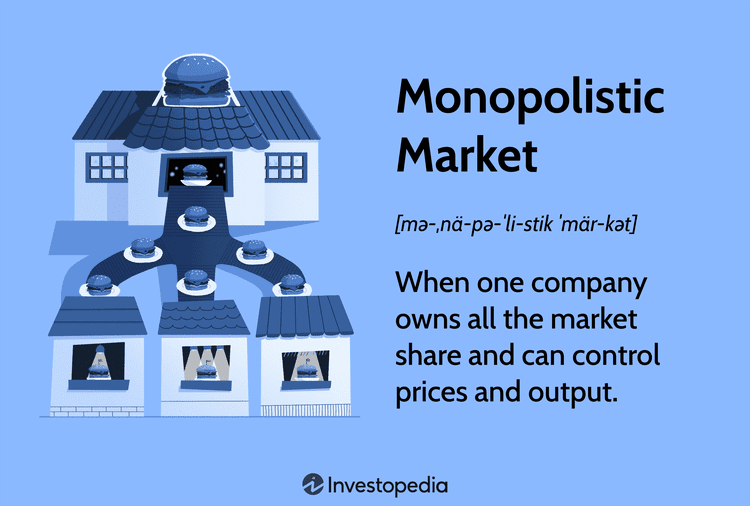 Monopolistic
Market
[mə-ˌnä-pə-ˈli-stik ˈmär-kət]
When one company
owns all the market
share and can control
prices and output.
Investopedia